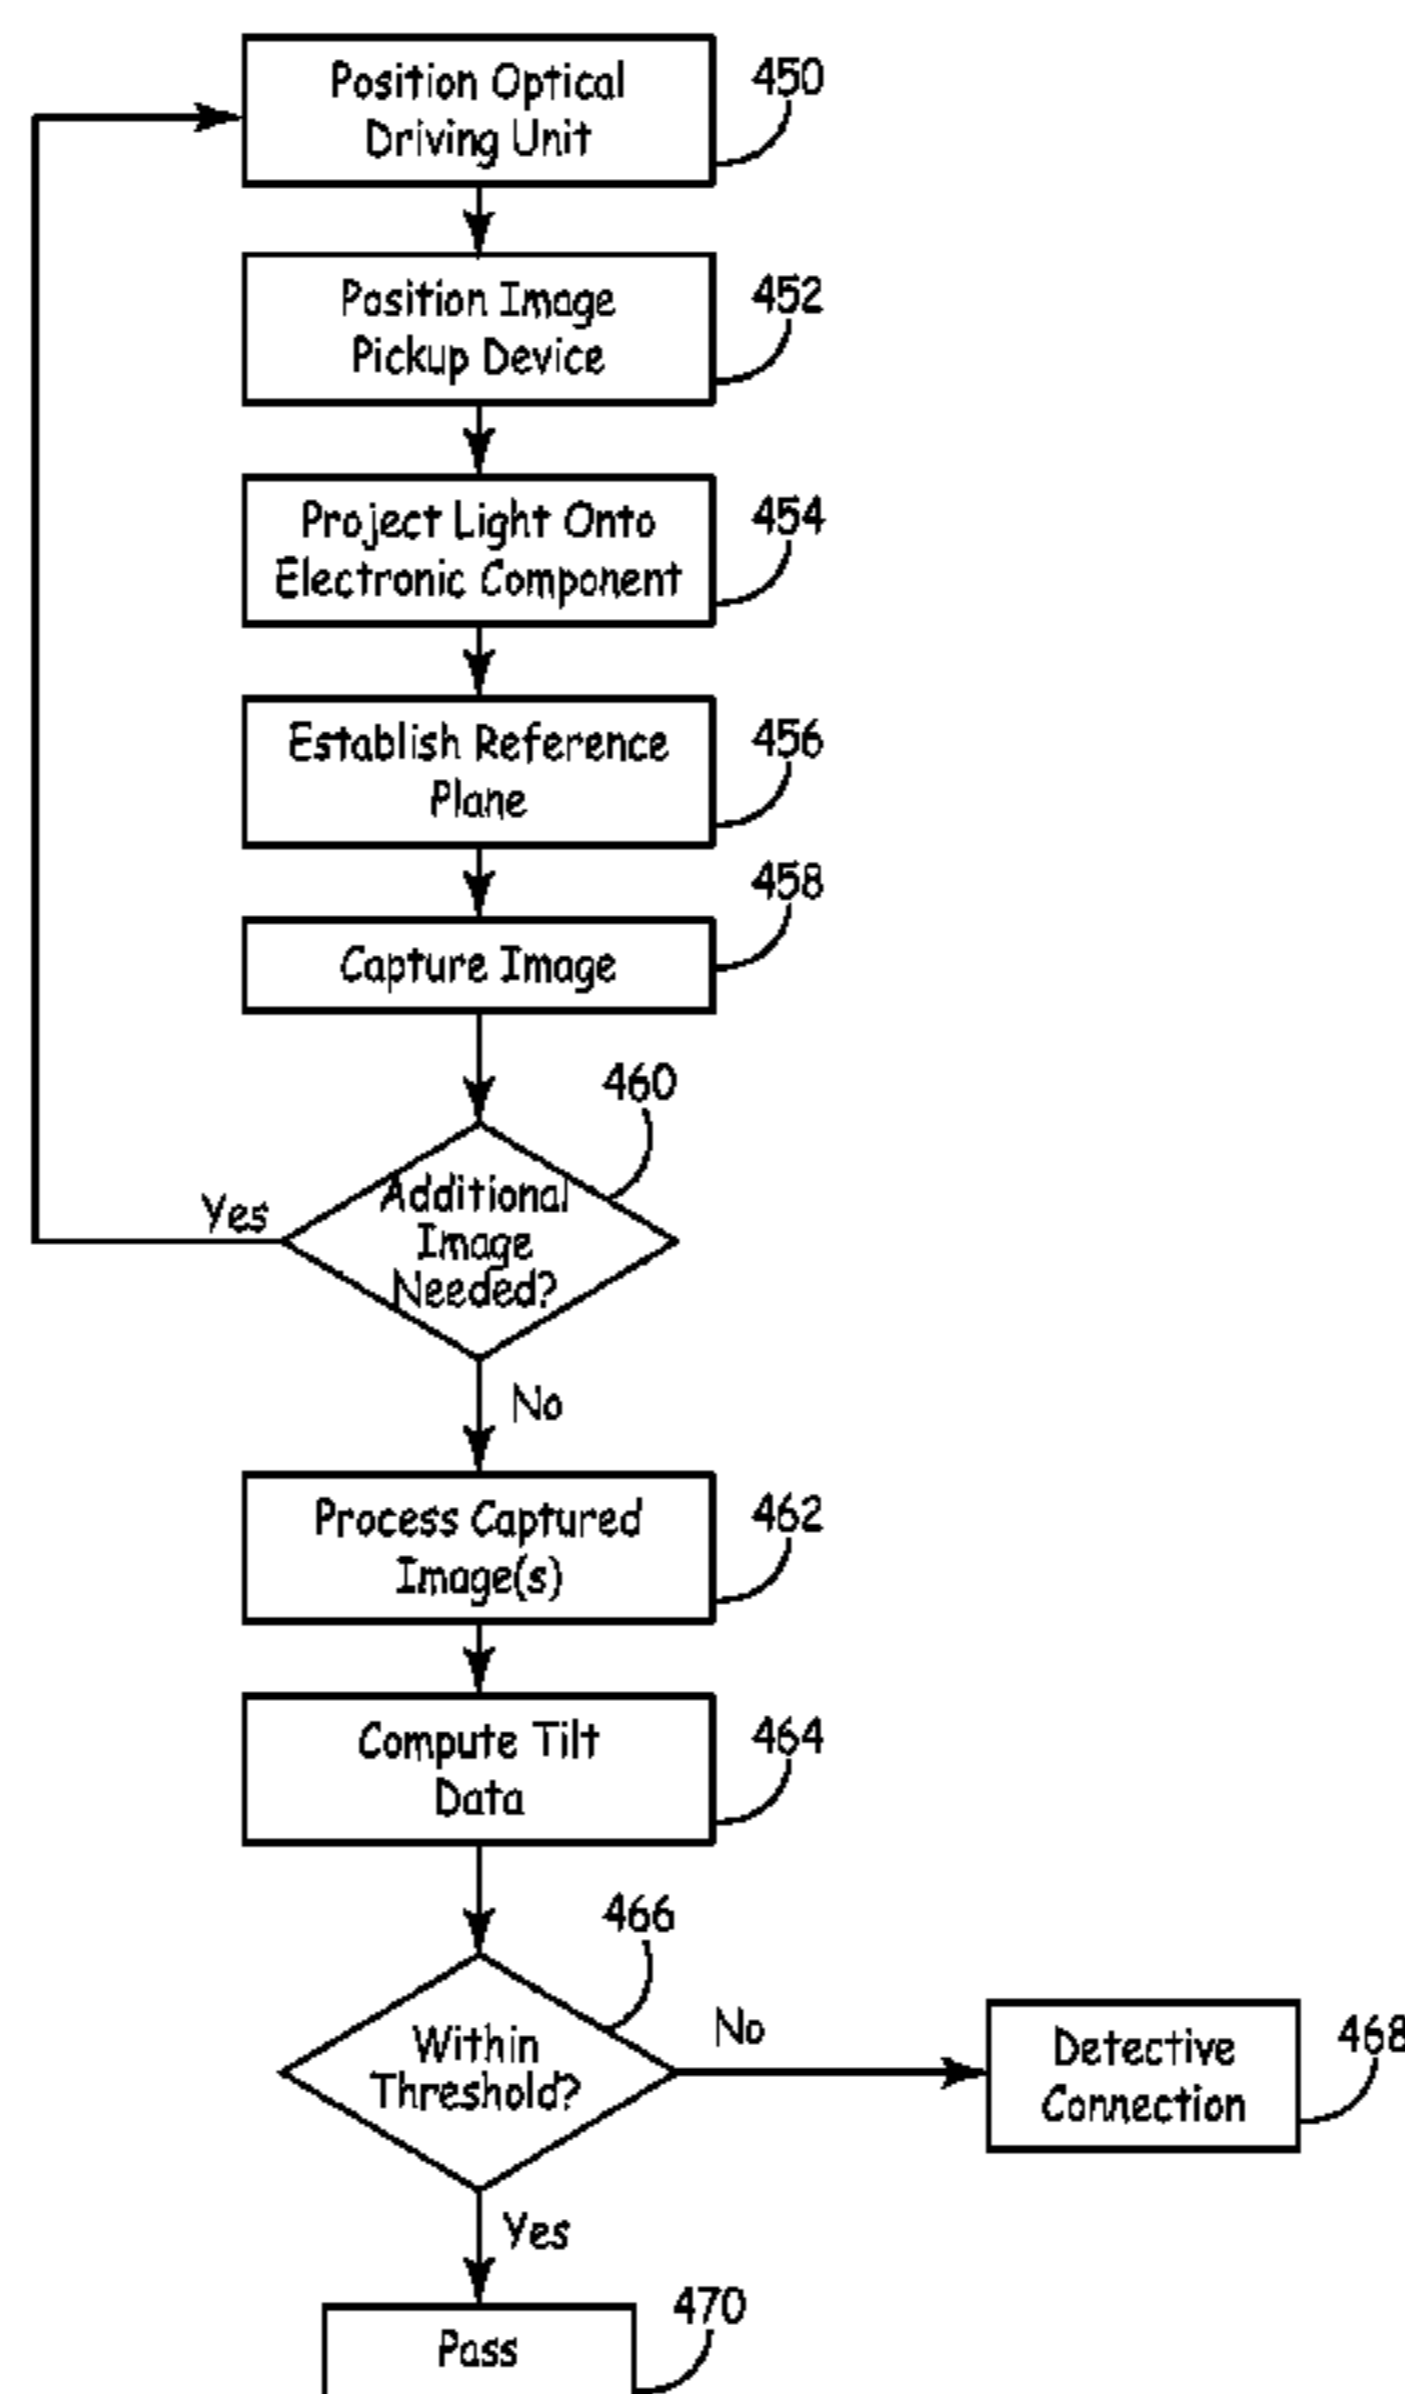 Position Optical
Driving Unit
450
Position Image
Pickup Device
452
Project Light Onto
Electronic Component
454
Establish Reference
Plane
456
458
Capture Image
460
Additional
Image
Needed?
Yes
No
Process Captured
Image(s)
462
Compute Tilt
Data
464
466
Within
Threshold?
No
Detective
Connection
468
Yes
470
Pass